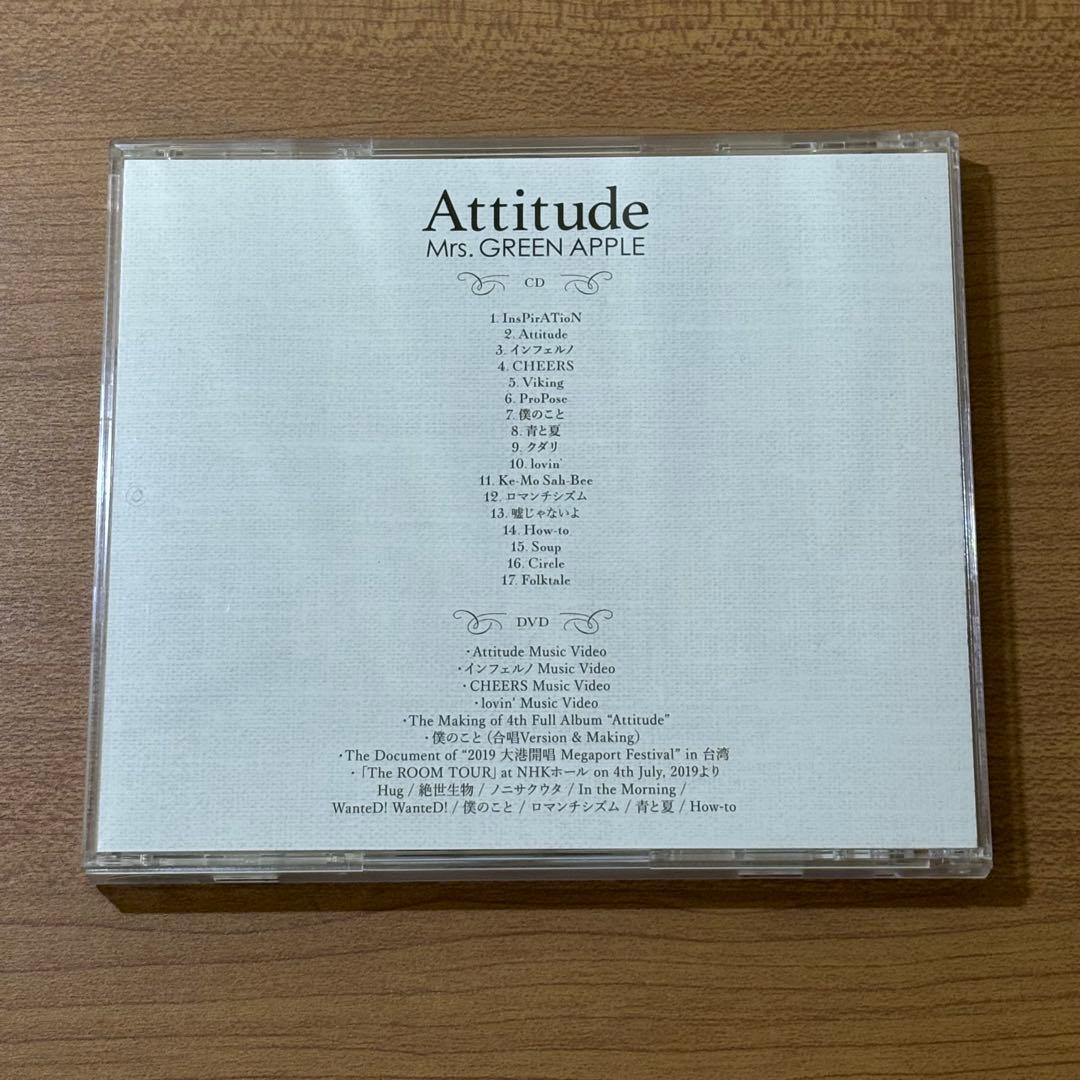 Attitude
Mrs. GREEN APPLE
CD
1. InsPirATioN
2. Attitude
3. インフェルノ
4. CHEERS
5. Viking
6. ProPose
7. 僕のこと
8. 青と夏
9. クダリ
10. lovin'
11. Ke-Mo Sah-Bee
12. ロマンチシズム
13. 嘘じゃないよ
14. How-to
15. Soup
16. Circle
17. Folktale
DVD
・Attitude Music Video
・インフェルノ Music Video
・CHEERS Music Video
・lovin' Music Video
・The Making of 4th Full Album “Attitude”
・僕のこと (合唱Version & Making)
・The Document of “2019 大港開唱 Megaport Festival” in 台湾
・「The ROOM TOUR」 at NHKホール on 4th July, 2019より
Hug / 絶世生物 / ノニサクウタ / In the Morning /
WanteD! WanteD! / 僕のこと / ロマンチシズム / 青と夏 / How-to